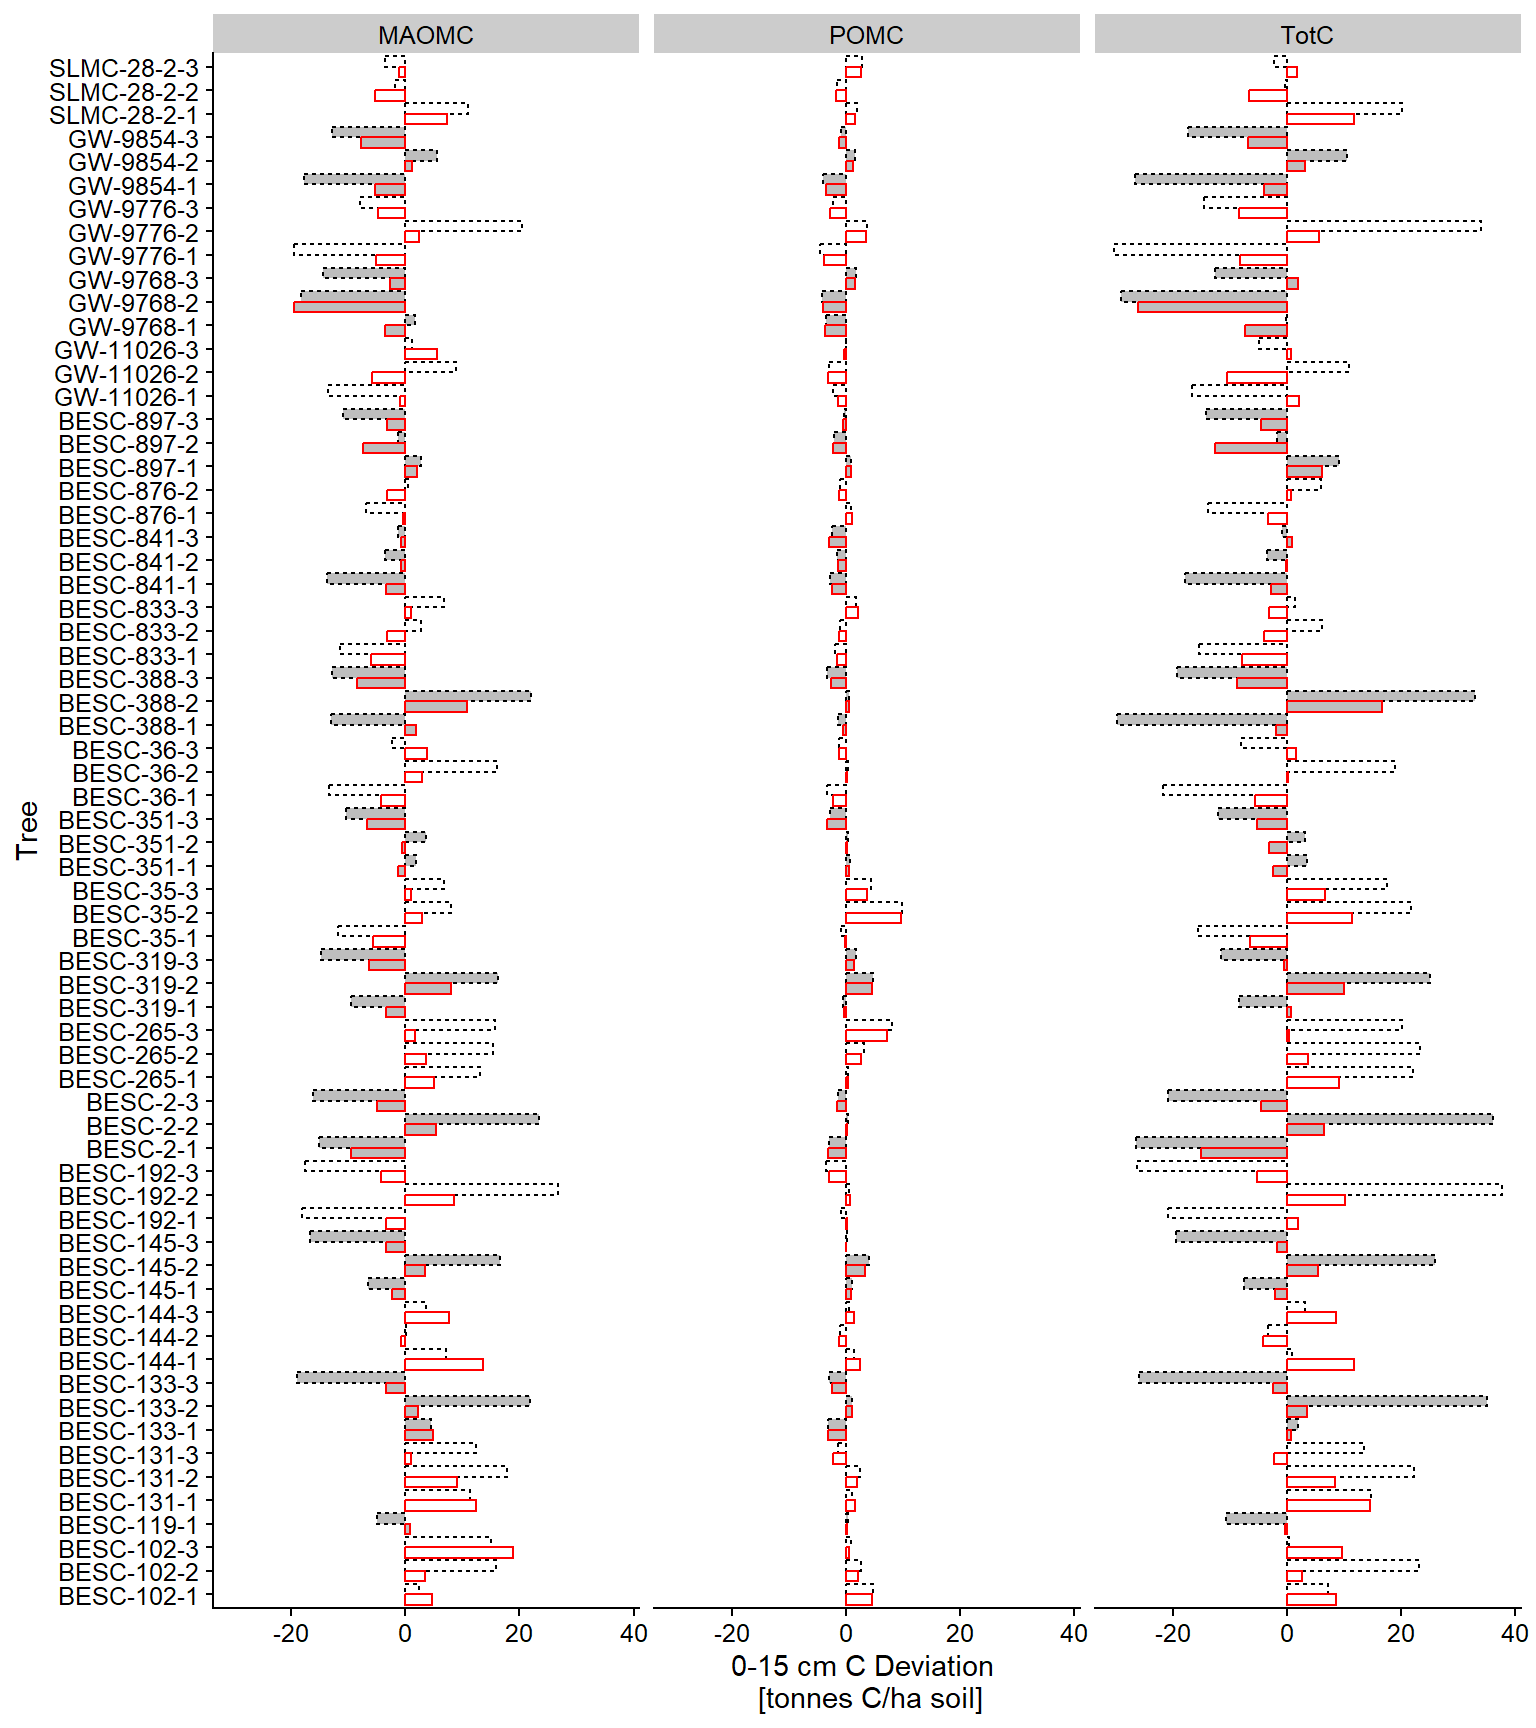 MAOMC POMC TotC
SLMC-28-2-3
SLMC-28-2-2
SLMC-28-2-1
GW-9854-3
GW-9854-2
GW-9854-1
GW-9776-3
GW-9776-2
GW-9776-1
GW-9768-3
GW-9768-2
GW-9768-1
GW-11026-3
GW-11026-2
GW-11026-1
BESC-897-3
BESC-897-2
BESC-897-1
BESC-876-2
BESC-876-1
BESC-841-3
BESC-841-2
BESC-841-1
BESC-833-3
BESC-833-2
BESC-833-1
BESC-388-3
BESC-388-2
BESC-388-1
BESC-36-3
BESC-36-2
BESC-36-1
BESC-351-3
BESC-351-2
BESC-351-1
BESC-35-3
BESC-35-2
BESC-35-1
BESC-319-3
BESC-319-2
BESC-319-1
BESC-265-3
BESC-265-2
BESC-265-1
BESC-2-3
BESC-2-2
BESC-2-1
BESC-192-3
BESC-192-2
BESC-192-1
BESC-145-3
BESC-145-2
BESC-145-1
BESC-144-3
BESC-144-2
BESC-144-1
BESC-133-3
BESC-133-2
BESC-133-1
BESC-131-3
BESC-131-2
BESC-131-1
BESC-119-1
BESC-102-3
BESC-102-2
BESC-102-1
Tree
-20 0 20 40 -20 0 20 40 -20 0 20 40
0-15 cm C Deviation
[tonnes C/ha soil]